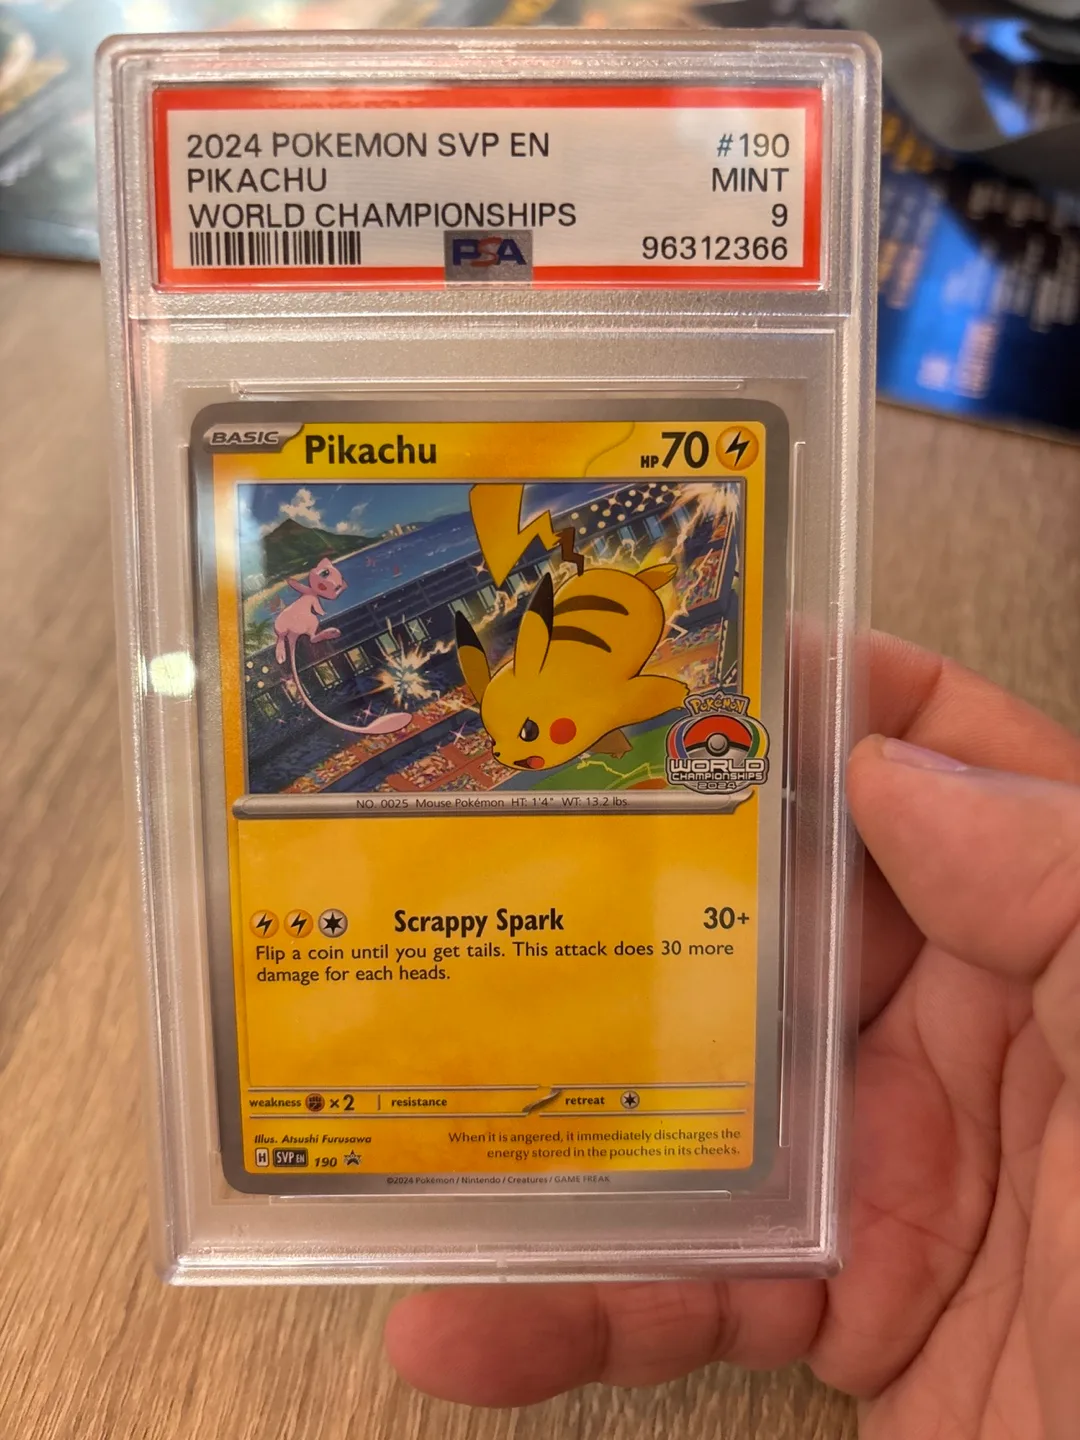 2024 POKEMON SVP EN #190
PIKACHU MINT
WORLD CHAMPIONSHIPS 9
PSA 96312366
BASIC Pikachu HP 70
POKéMON
WORLD
CHAMPIONSHIPS
2024
NO. 0025 Mouse Pokémon HT: 1'4" WT: 13.2 lbs.
Scrappy Spark 30+
Flip a coin until you get tails. This attack does 30 more
damage for each heads.
weakness ×2 resistance retreat
Illus. Atsushi Furusawa
When it is angered, it immediately discharges the
energy stored in the pouches in its cheeks.
H SVP EN 190
©2024 Pokémon / Nintendo / Creatures / GAME FREAK